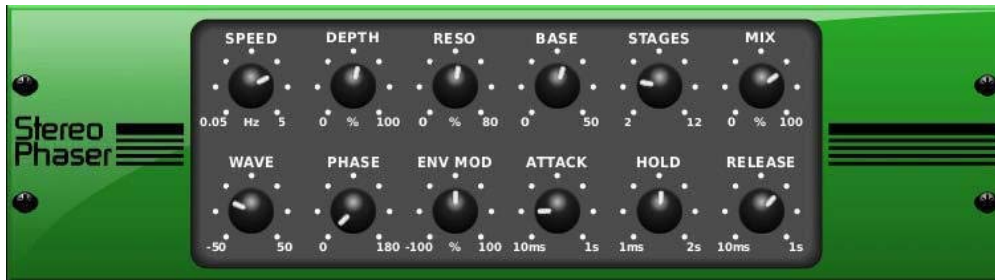 Stereo
Phaser
SPEED DEPTH RESO BASE STAGES MIX
0.05 Hz 5 0 % 100 0 % 80 0 50 2 12 0 % 100
WAVE PHASE ENV MOD ATTACK HOLD RELEASE
-50 50 0 180 -100 % 100 10ms 1s 1ms 2s 10ms 1s